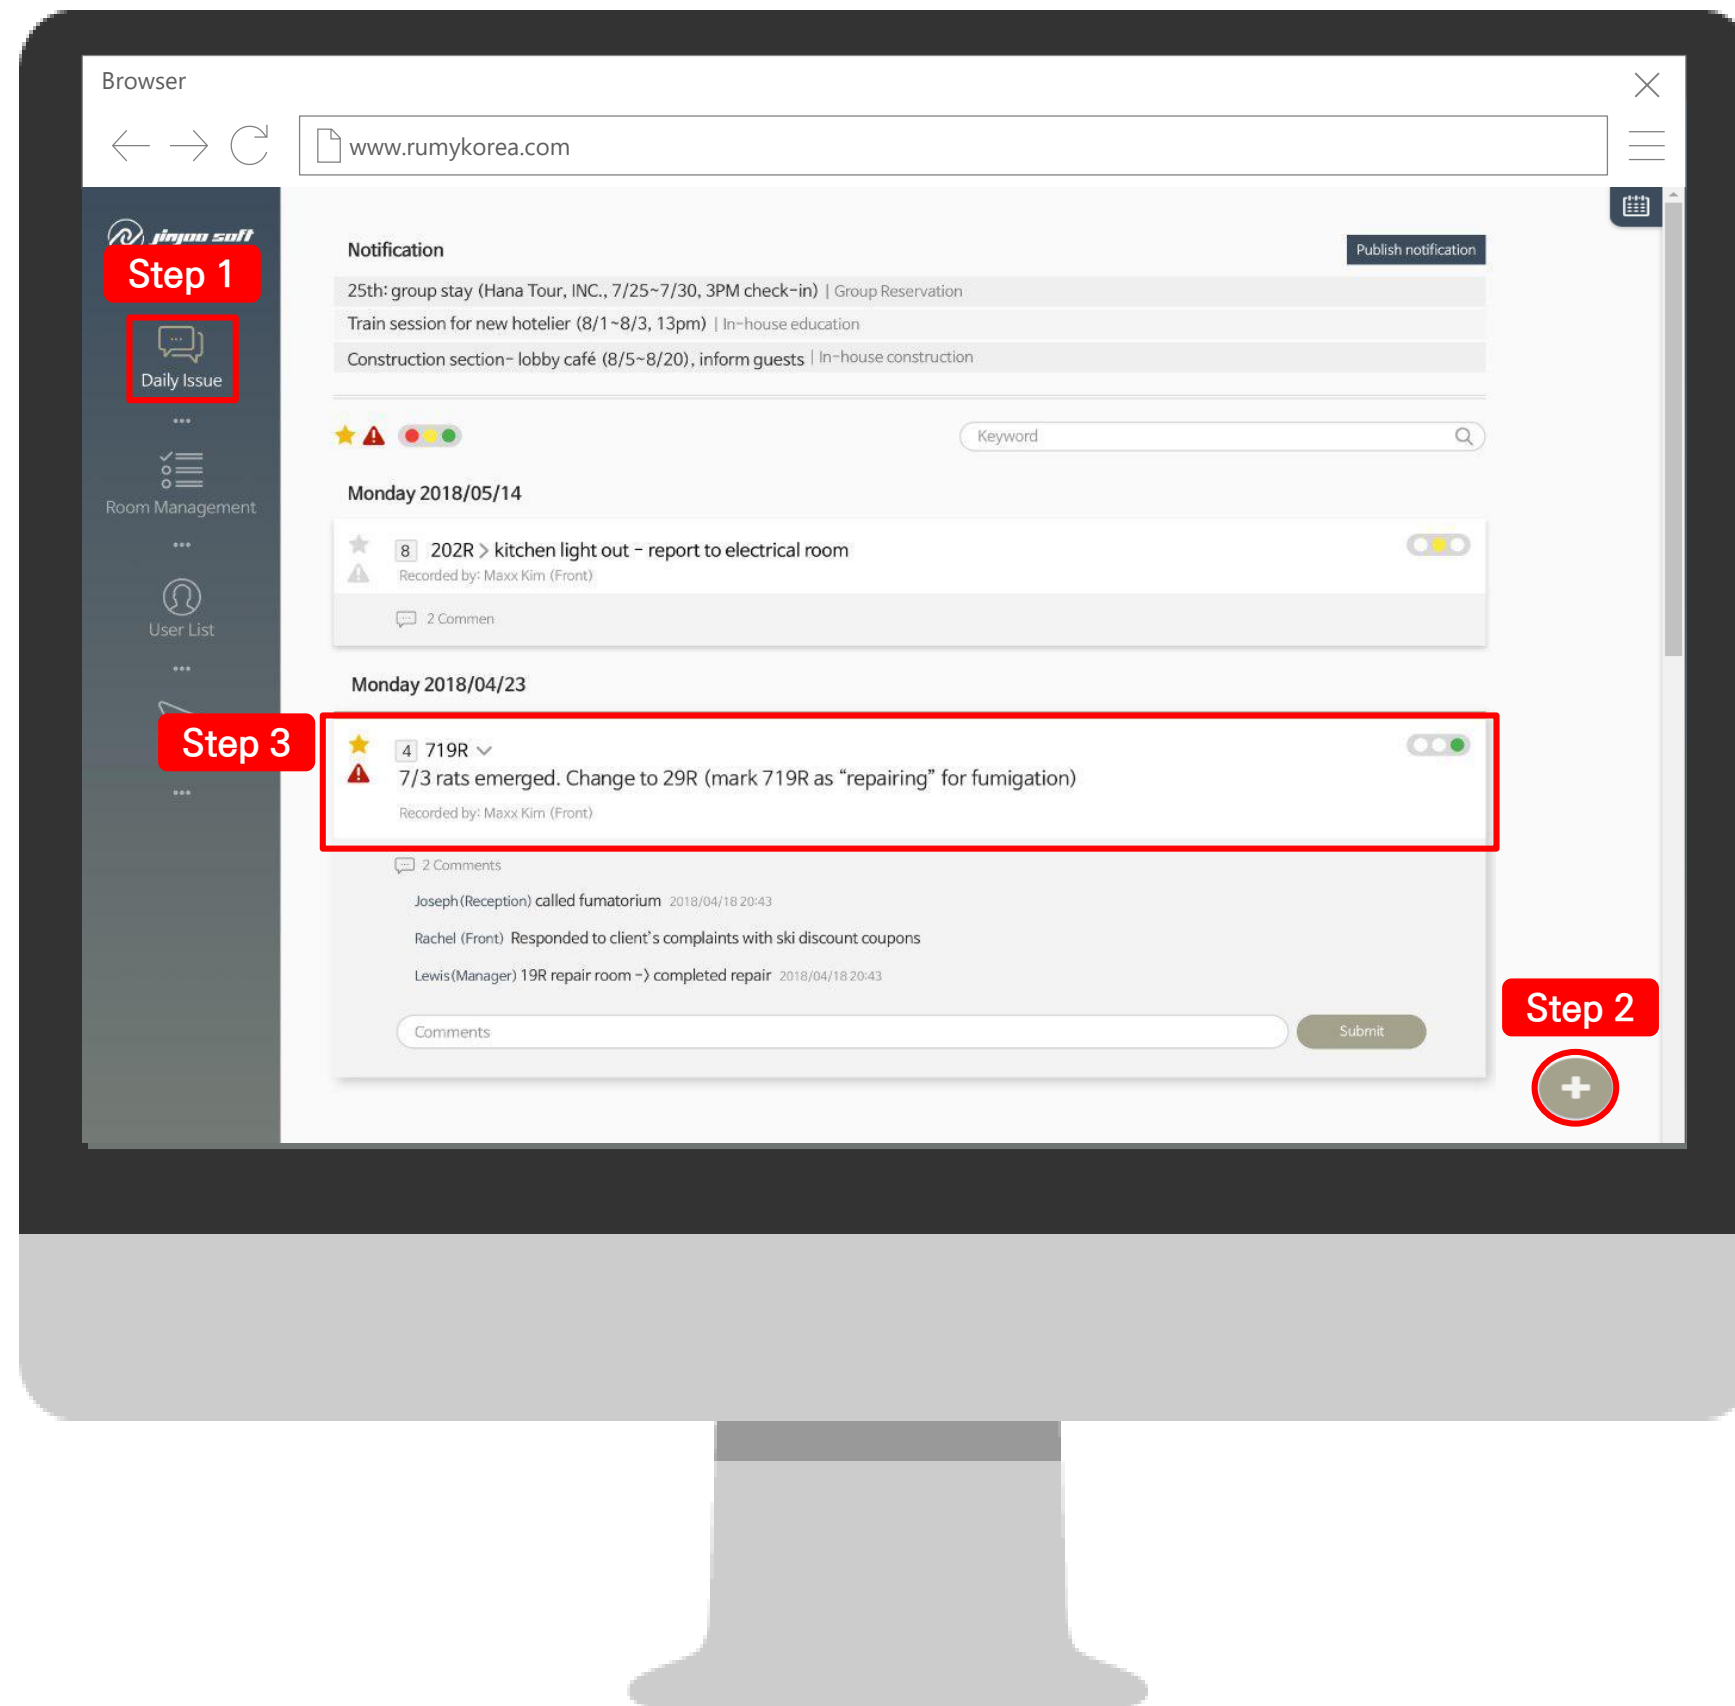 Browser
www.rumykorea.com
jinjoo soft
Step 1
Daily Issue
Room Management
User List
Notification
Publish notification
25th: group stay (Hana Tour, INC., 7/25~7/30, 3PM check-in) | Group Reservation
Train session for new hotelier (8/1~8/3, 13pm) | In-house education
Construction section- lobby café (8/5~8/20), inform guests | In-house construction
Keyword
Monday 2018/05/14
8 202R > kitchen light out - report to electrical room
Recorded by: Maxx Kim (Front)
2 Commen
Monday 2018/04/23
Step 3
4 719R
7/3 rats emerged. Change to 29R (mark 719R as “repairing” for fumigation)
Recorded by: Maxx Kim (Front)
2 Comments
Joseph(Reception) called fumatorium 2018/04/18 20:43
Rachel (Front) Responded to client's complaints with ski discount coupons
Lewis(Manager) 19R repair room -> completed repair 2018/04/18 20:43
Comments
Submit
Step 2